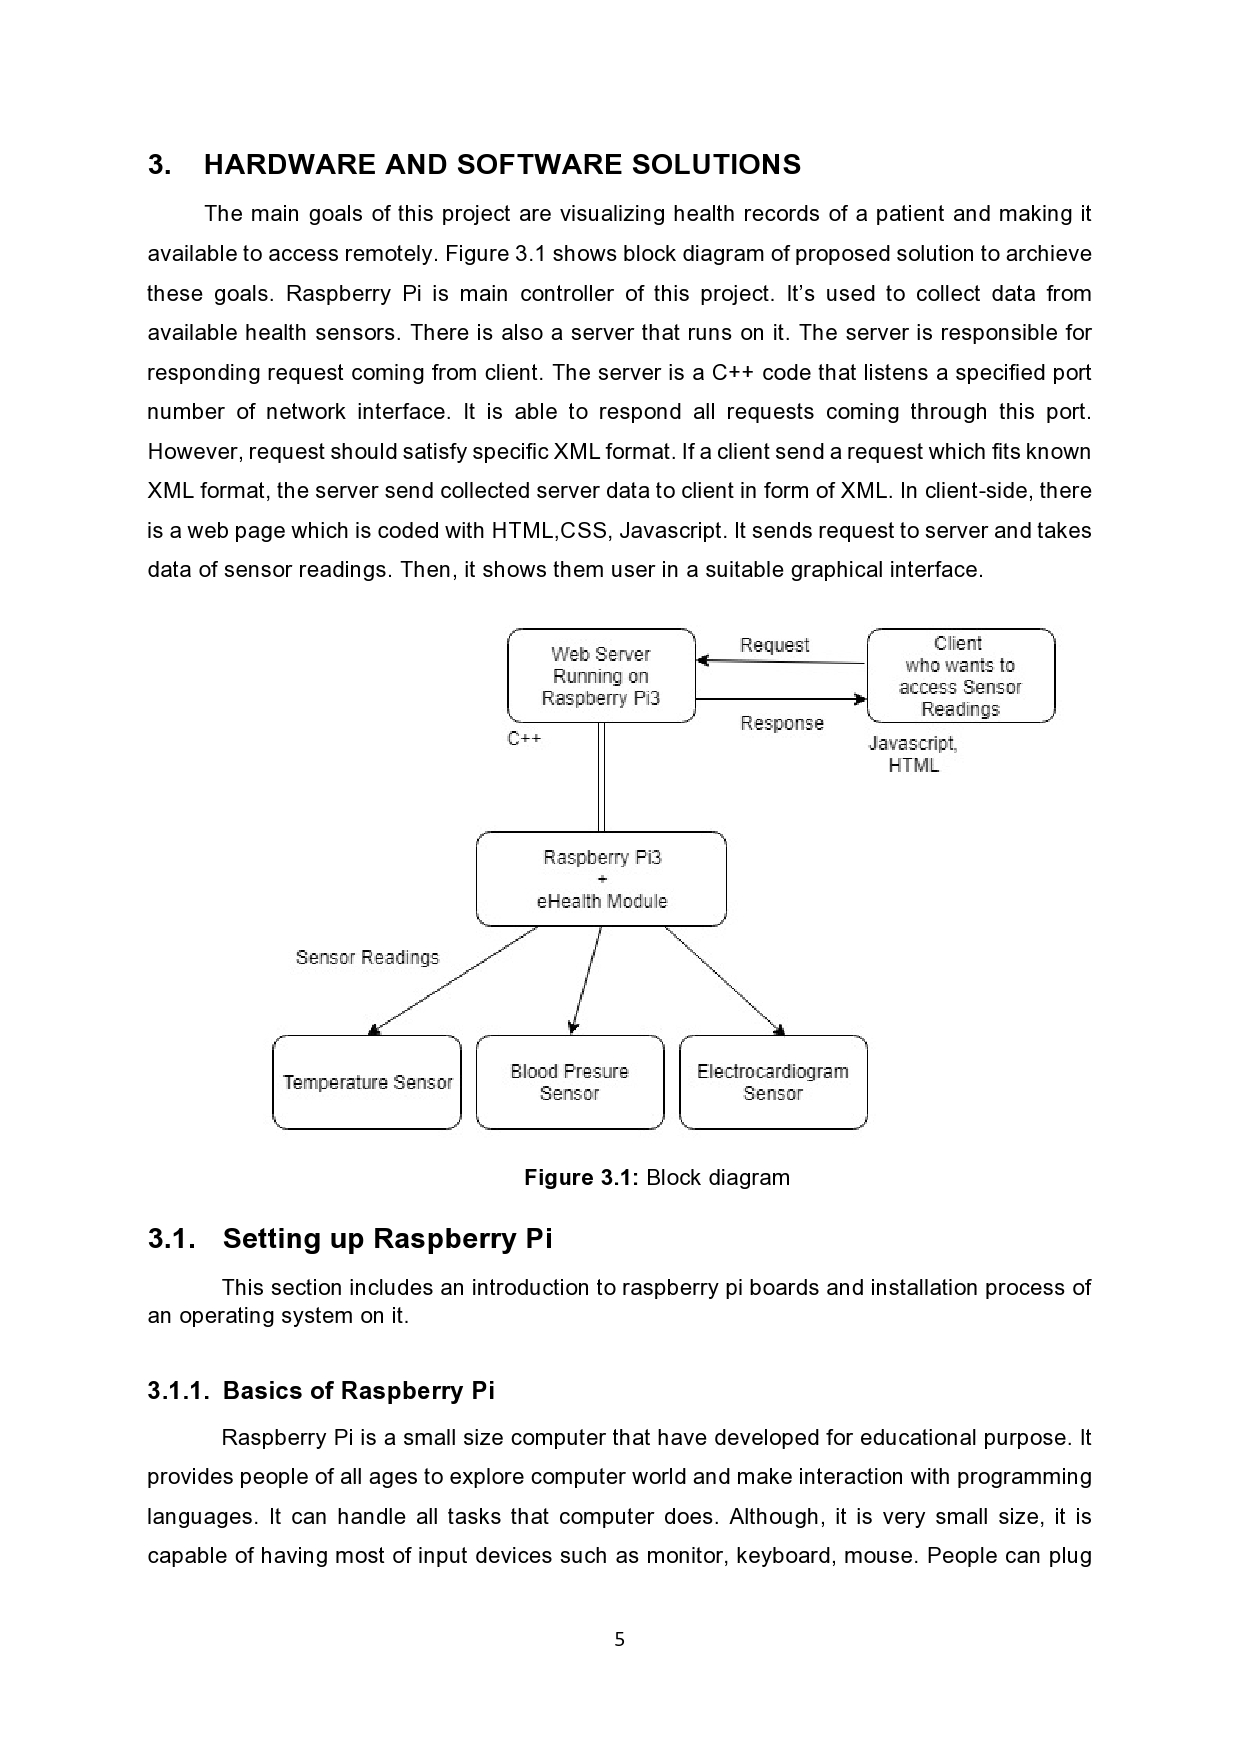 3. HARDWARE AND SOFTWARE SOLUTIONS
The main goals of this project are visualizing health records of a patient and making it
available to access remotely. Figure 3.1 shows block diagram of proposed solution to archieve
these goals. Raspberry Pi is main controller of this project. It’s used to collect data from
available health sensors. There is also a server that runs on it. The server is responsible for
responding request coming from client. The server is a C++ code that listens a specified port
number of network interface. It is able to respond all requests coming through this port.
However, request should satisfy specific XML format. If a client send a request which fits known
XML format, the server send collected server data to client in form of XML. In client-side, there
is a web page which is coded with HTML,CSS, Javascript. It sends request to server and takes
data of sensor readings. Then, it shows them user in a suitable graphical interface.
Web Server
Running on
Raspberry Pi3
Request
Response
Client
who wants to
access Sensor
Readings
C++
Javascript,
HTML
Raspberry Pi3
+
eHealth Module
Sensor Readings
Temperature Sensor
Blood Presure
Sensor
Electrocardiogram
Sensor
Figure 3.1: Block diagram
3.1. Setting up Raspberry Pi
This section includes an introduction to raspberry pi boards and installation process of
an operating system on it.
3.1.1. Basics of Raspberry Pi
Raspberry Pi is a small size computer that have developed for educational purpose. It
provides people of all ages to explore computer world and make interaction with programming
languages. It can handle all tasks that computer does. Although, it is very small size, it is
capable of having most of input devices such as monitor, keyboard, mouse. People can plug
5